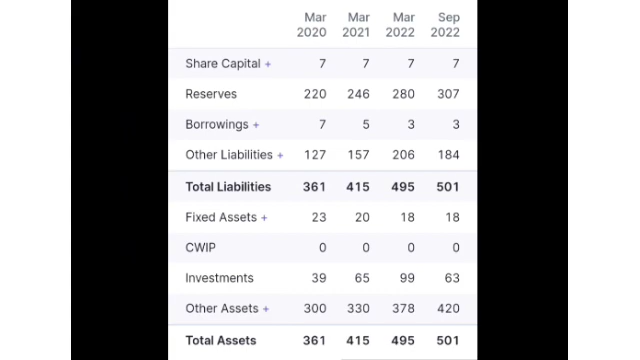 Mar Mar Mar Sep
2020 2021 2022 2022
Share Capital + 7 7 7 7
Reserves 220 246 280 307
Borrowings + 7 5 3 3
Other Liabilities + 127 157 206 184
Total Liabilities 361 415 495 501
Fixed Assets + 23 20 18 18
CWIP 0 0 0 0
Investments 39 65 99 63
Other Assets + 300 330 378 420
Total Assets 361 415 495 501